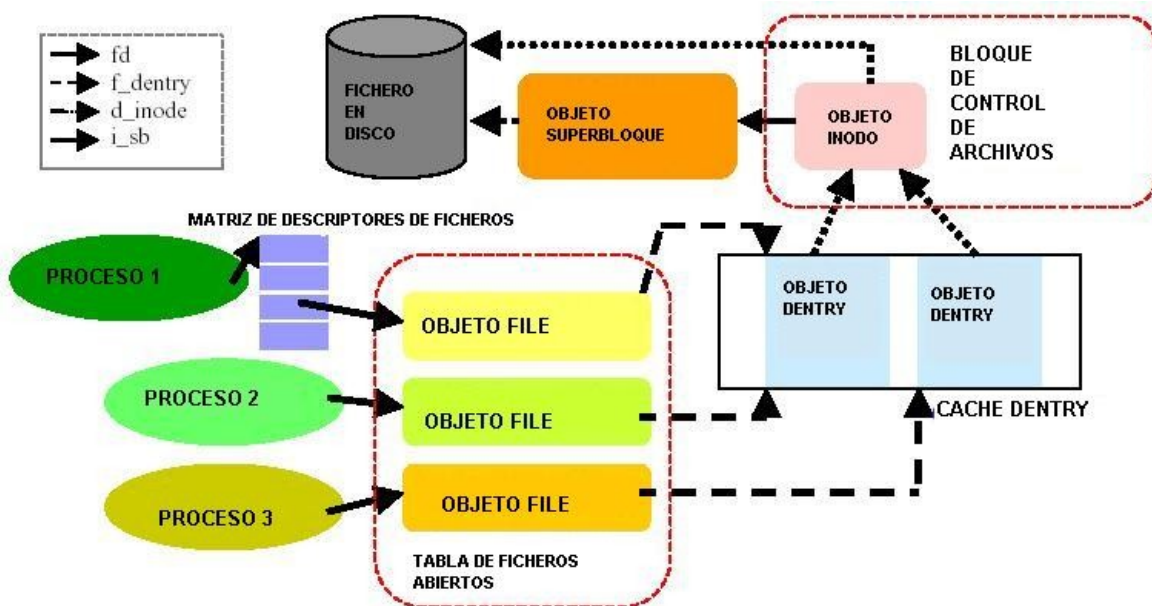 fd
f_dentry
d_inode
i_sb
FICHERO
EN
DISCO
OBJETO
SUPERBLOQUE
OBJETO
INODO
BLOQUE
DE
CONTROL
DE
ARCHIVOS
MATRIZ DE DESCRIPTORES DE FICHEROS
PROCESO 1
OBJETO FILE
OBJETO
DENTRY
OBJETO
DENTRY
PROCESO 2
OBJETO FILE
CACHE DENTRY
PROCESO 3
OBJETO FILE
TABLA DE FICHEROS
ABIERTOS